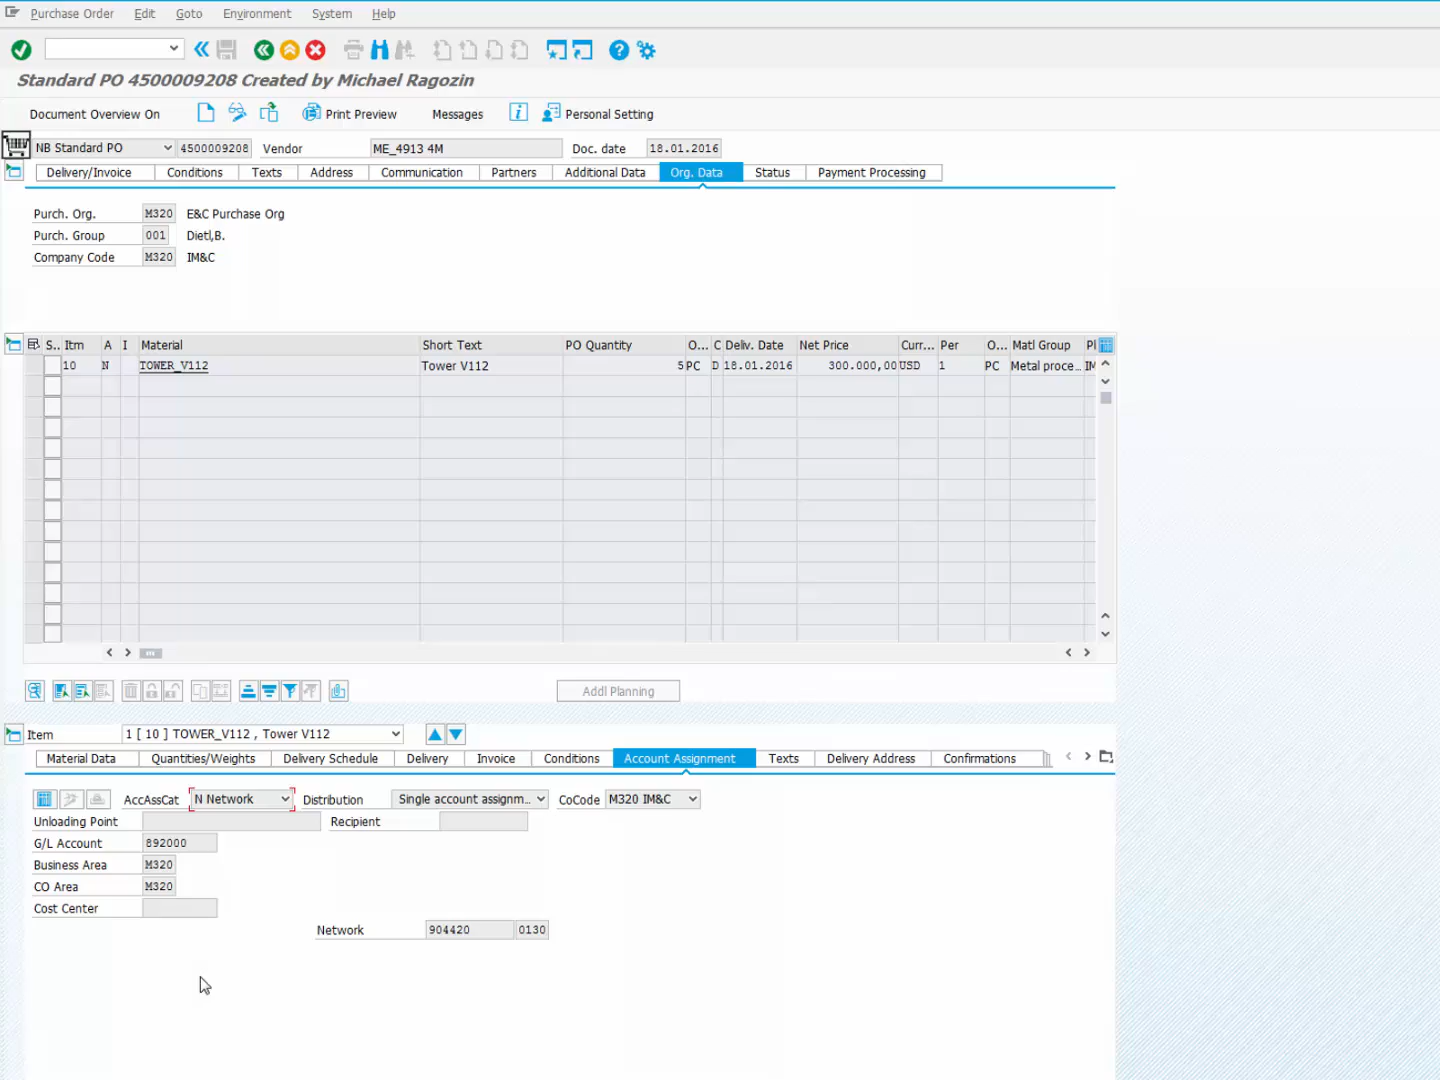 Purchase Order Edit Goto Environment System Help
Standard PO 4500009208 Created by Michael Ragozin
Document Overview On Print Preview Messages Personal Setting
NB Standard PO 4500009208 Vendor ME_4913 4M Doc. date 18.01.2016
Delivery/Invoice Conditions Texts Address Communication Partners Additional Data Org. Data Status Payment Processing
Purch. Org. M320 E&C Purchase Org
Purch. Group 001 Dietl,B.
Company Code M320 IM&C
S.. Itm A I Material Short Text PO Quantity O... C Deliv. Date Net Price Curr... Per O... Matl Group Pl
10 N TOWER_V112 Tower V112 5 PC D 18.01.2016 300.000,00 USD 1 PC Metal proce... IM
Addl Planning
Item 1 [ 10 ] TOWER_V112 , Tower V112
Material Data Quantities/Weights Delivery Schedule Delivery Invoice Conditions Account Assignment Texts Delivery Address Confirmations
AccAssCat N Network Distribution Single account assignm... CoCode M320 IM&C
Unloading Point Recipient
G/L Account 892000
Business Area M320
CO Area M320
Cost Center
Network 904420 0130